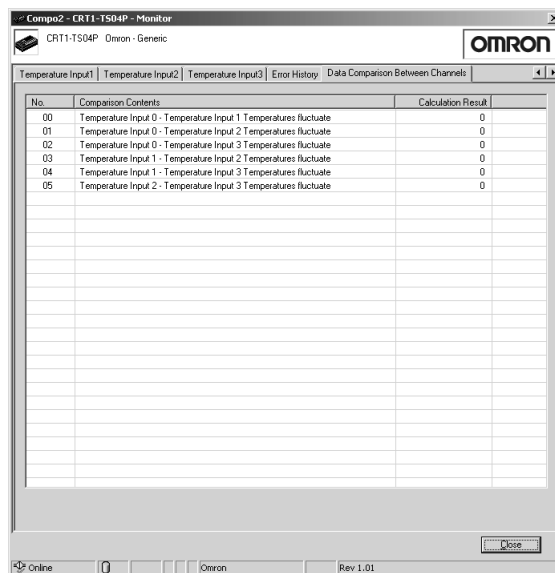 Compo2 - CRT1-TS04P - Monitor
CRT1-TS04P Omron - Generic
OMRON
Temperature Input1 Temperature Input2 Temperature Input3 Error History Data Comparison Between Channels
No. Comparison Contents Calculation Result
00 Temperature Input 0 - Temperature Input 1 Temperatures fluctuate 0
01 Temperature Input 0 - Temperature Input 2 Temperatures fluctuate 0
02 Temperature Input 0 - Temperature Input 3 Temperatures fluctuate 0
03 Temperature Input 1 - Temperature Input 2 Temperatures fluctuate 0
04 Temperature Input 1 - Temperature Input 3 Temperatures fluctuate 0
05 Temperature Input 2 - Temperature Input 3 Temperatures fluctuate 0
Close
Online Omron Rev 1.01